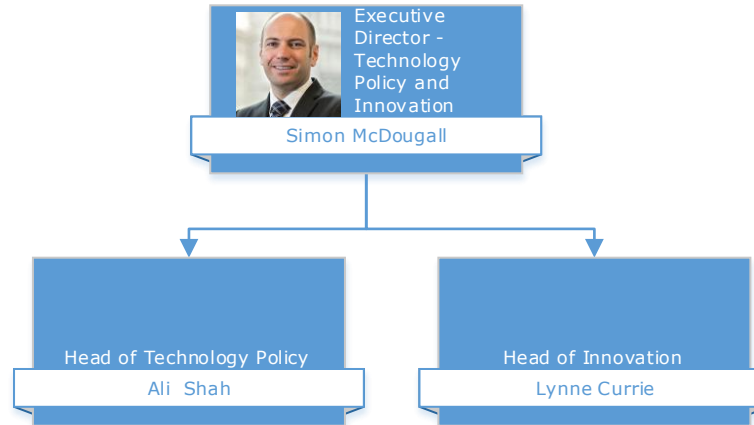 Executive
Director -
Technology
Policy and
Innovation
Simon McDougall
Head of Technology Policy
Ali Shah
Head of Innovation
Lynne Currie